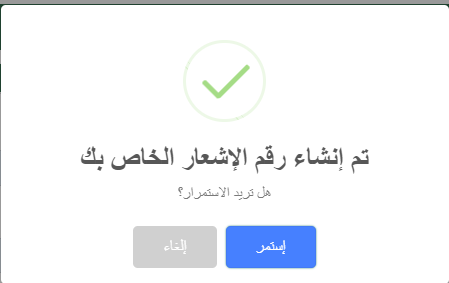 تم إنشاء رقم الإشعار الخاص بك
هل تريد الاستمرار؟
إستمر
إلغاء